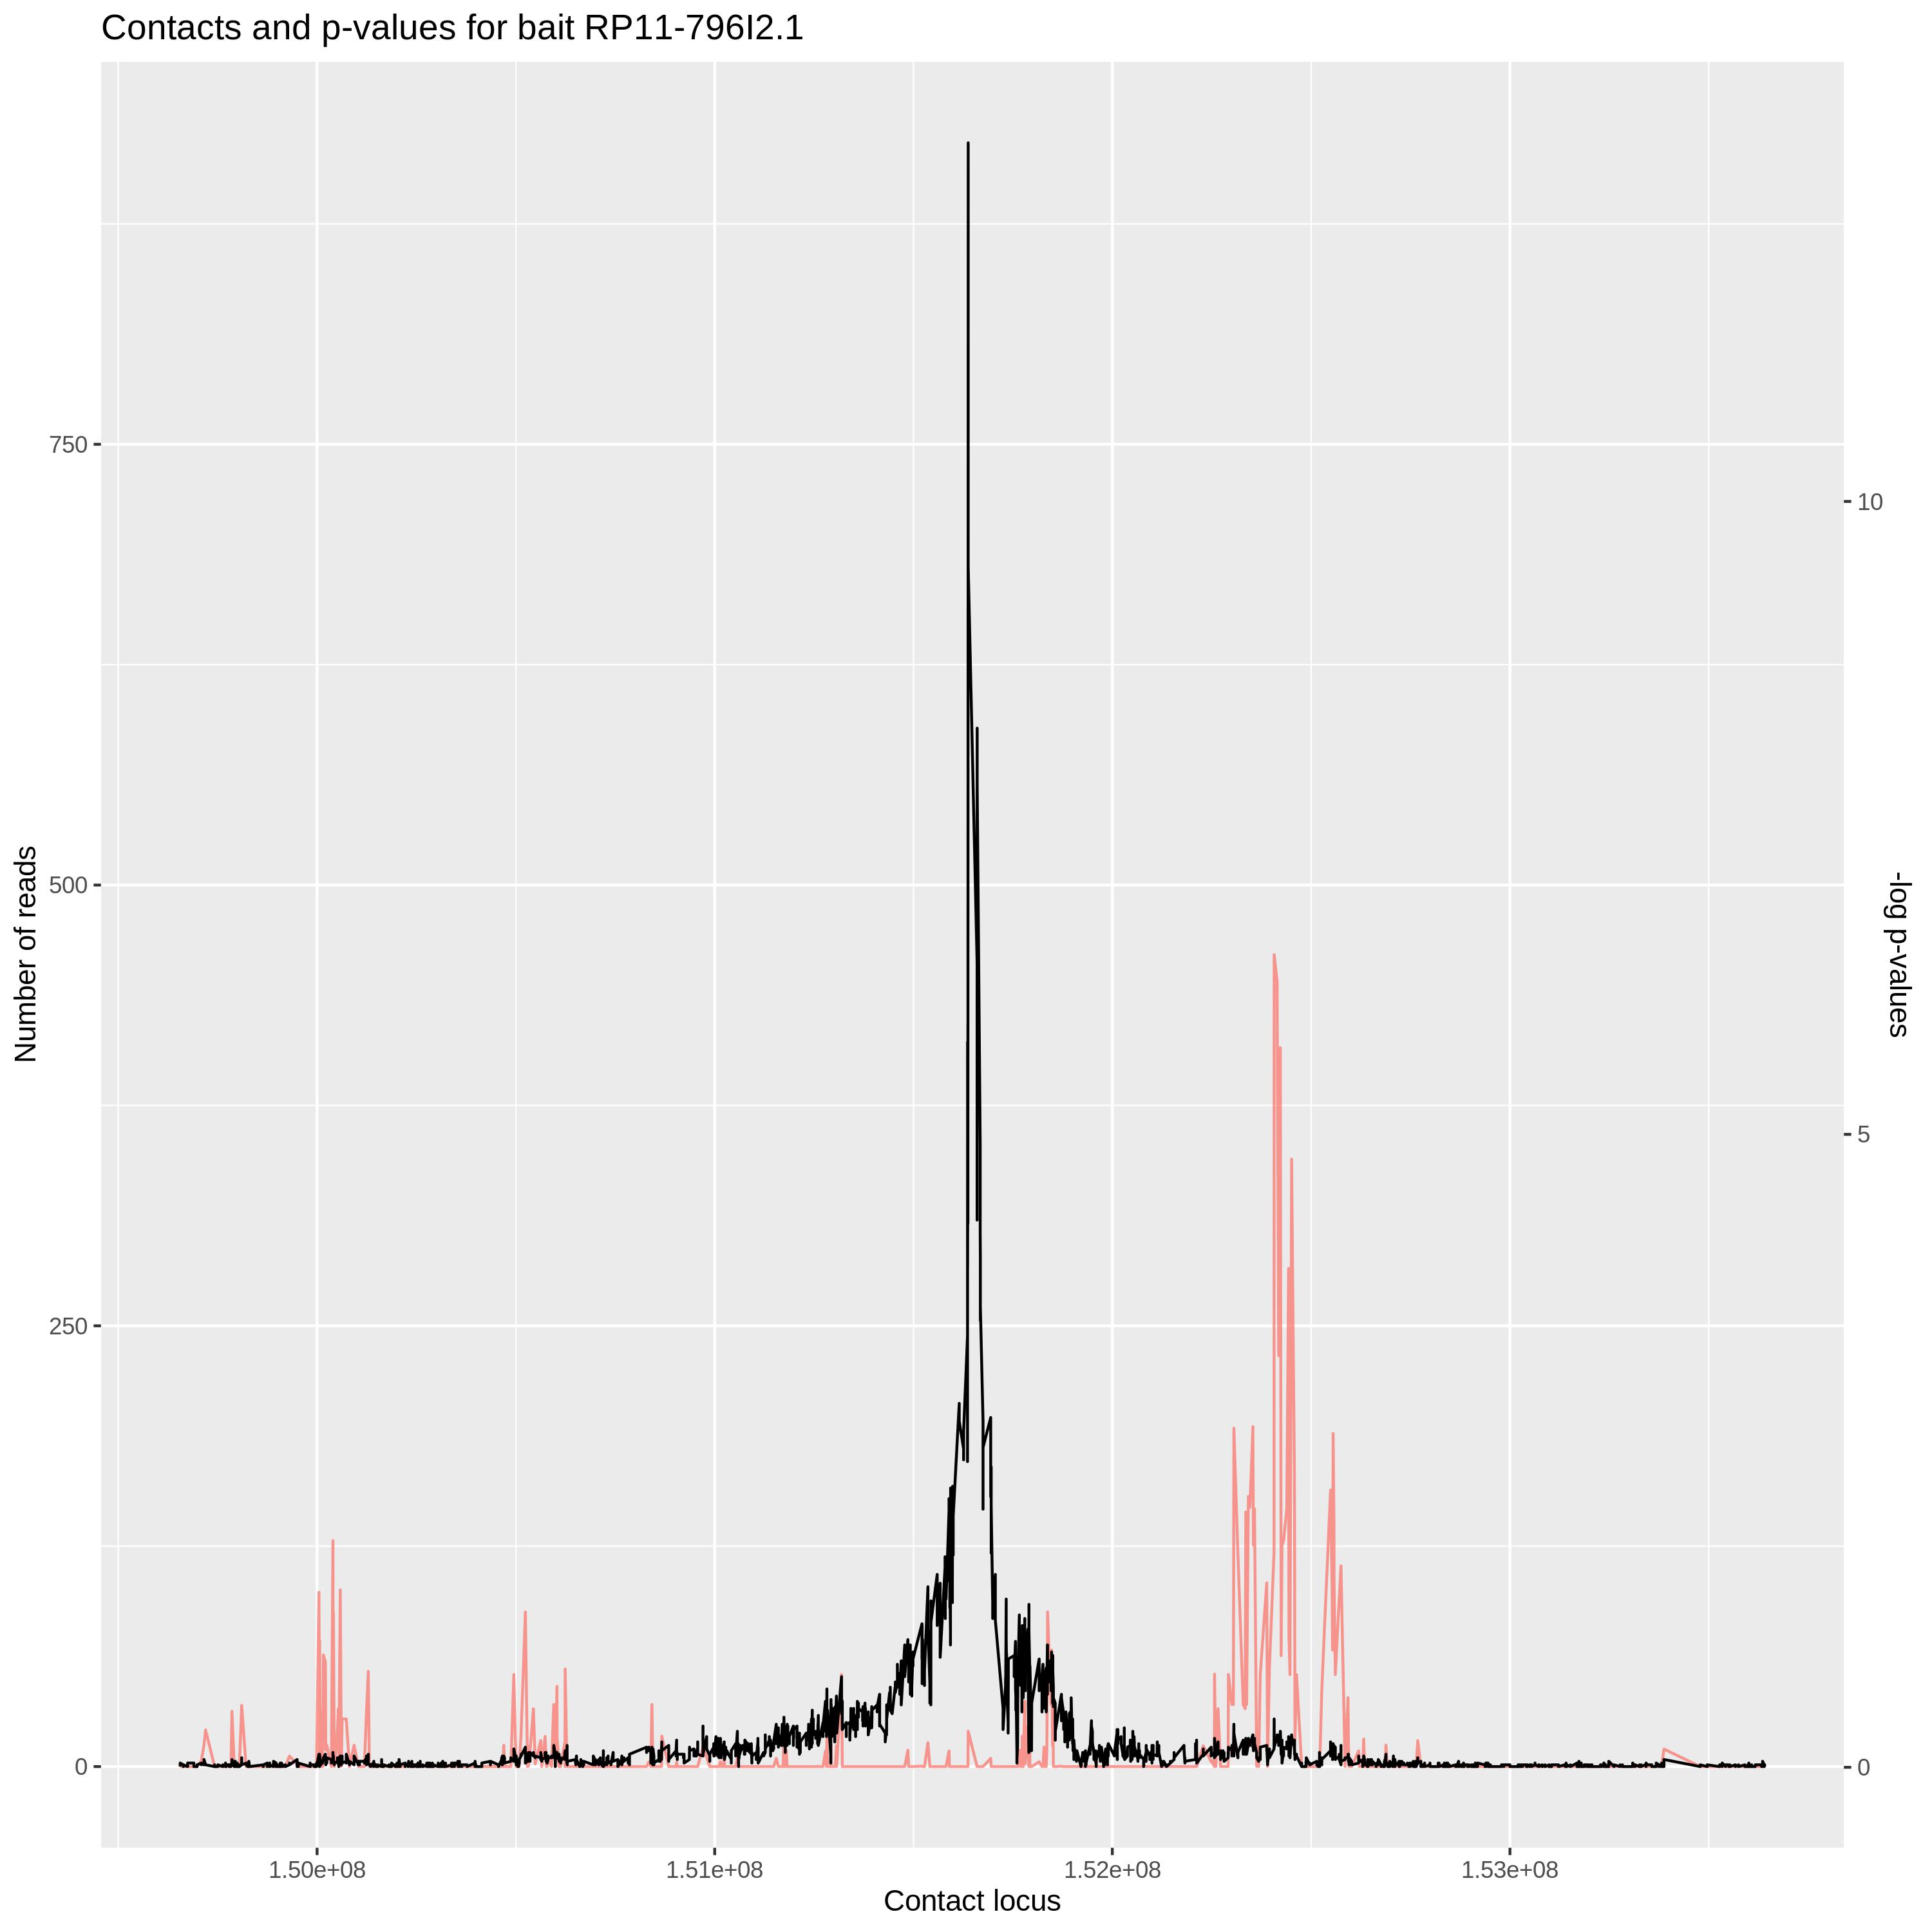 Contacts and p-values for bait RP11-796I2.1
750
500
250
0
Number of reads
10
5
0
-log p-values
1.50e+08
1.51e+08
1.52e+08
1.53e+08
Contact locus